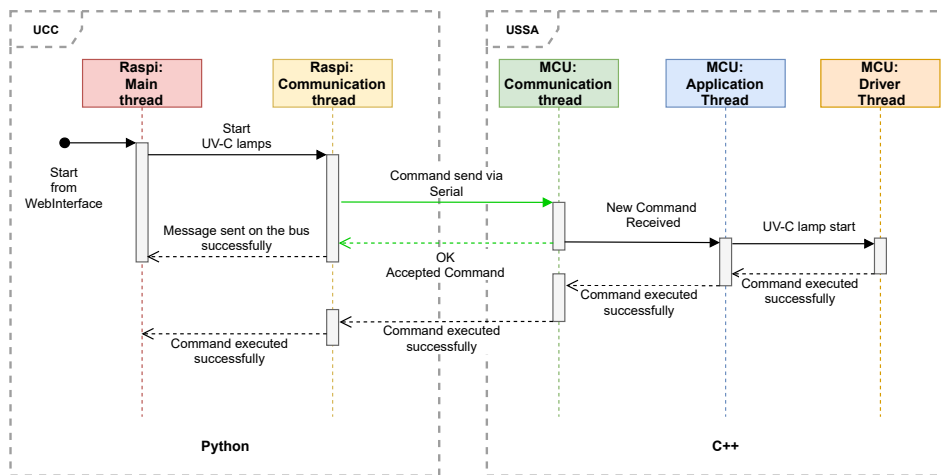 UCC
USSA
Raspi:
Main
thread
Raspi:
Communication
thread
MCU:
Communication
thread
MCU:
Application
Thread
MCU:
Driver
Thread
Start
UV-C lamps
Start
from
WebInterface
Command send via
Serial
New Command
Received
UV-C lamp start
Message sent on the bus
successfully
OK
Accepted Command
Command executed
successfully
Command executed
successfully
Command executed
successfully
Command executed
successfully
Python
C++